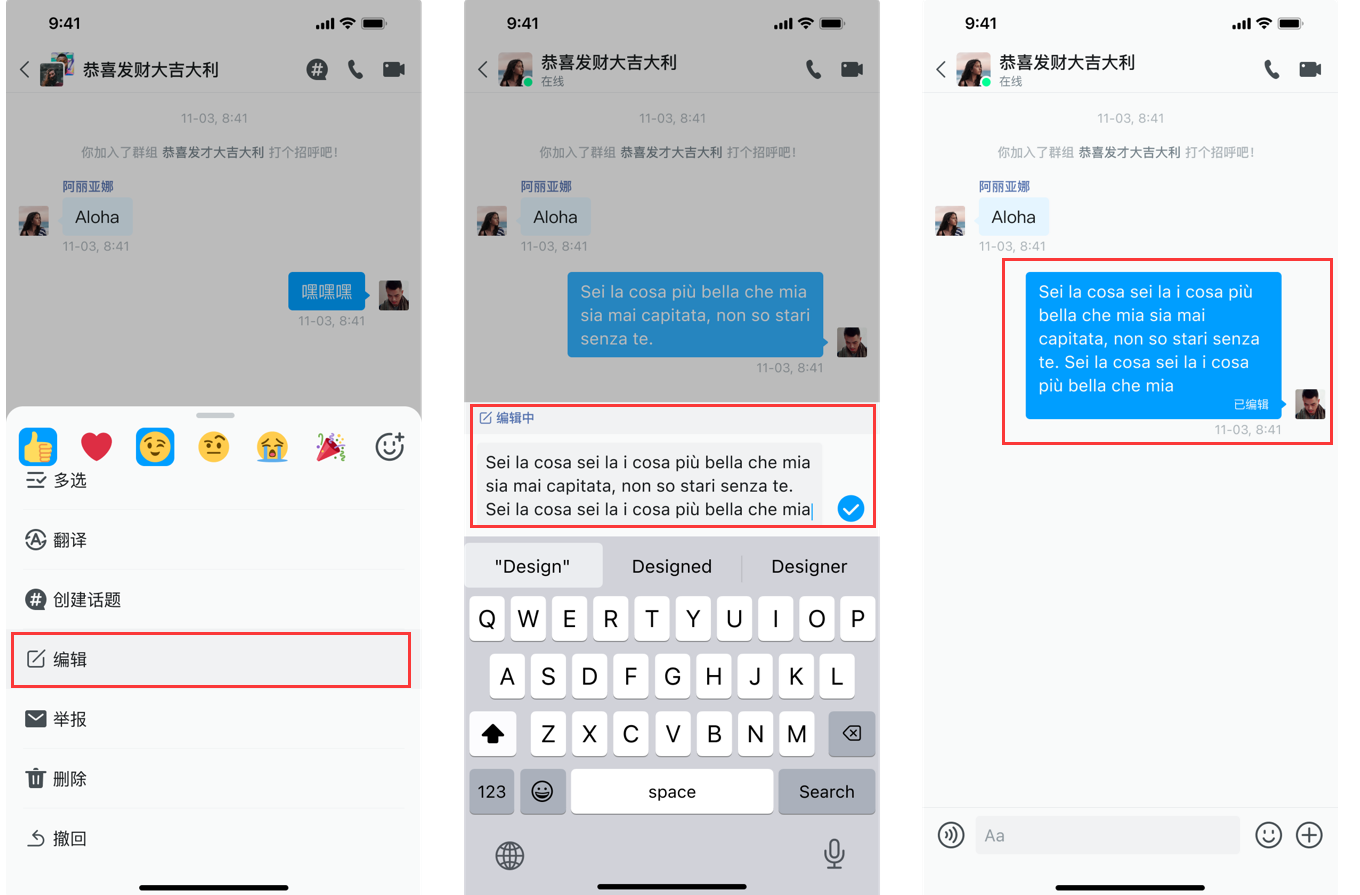 9:41
恭喜发财大吉大利
11-03, 8:41
你加入了群组 恭喜发才大吉大利 打个招呼吧!
阿丽亚娜
Aloha
11-03, 8:41
嘿嘿嘿
11-03, 8:41
多选
翻译
创建话题
编辑
举报
删除
撤回
9:41
恭喜发财大吉大利
在线
11-03, 8:41
你加入了群组 恭喜发才大吉大利 打个招呼吧!
阿丽亚娜
Aloha
11-03, 8:41
Sei la cosa più bella che mia
sia mai capitata, non so stari
senza te.
11-03, 8:41
编辑中
Sei la cosa sei la i cosa più bella che mia
sia mai capitata, non so stari senza te.
Sei la cosa sei la i cosa più bella che mia
"Design" Designed Designer
Q W E R T Y U I O P
A S D F G H J K L
Z X C V B N M
123 space Search
9:41
恭喜发财大吉大利
在线
11-03, 8:41
你加入了群组 恭喜发才大吉大利 打个招呼吧!
阿丽亚娜
Aloha
11-03, 8:41
Sei la cosa sei la i cosa più
bella che mia sia mai
capitata, non so stari senza
te. Sei la cosa sei la i cosa
più bella che mia
已编辑
11-03, 8:41
Aa